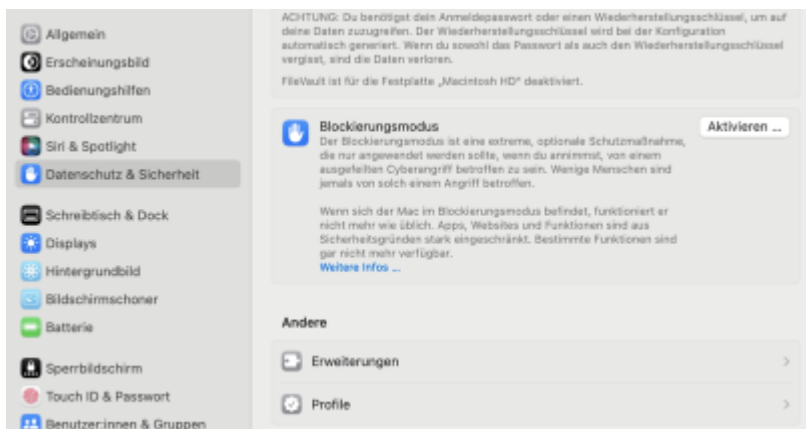 Allgemein
Erscheinungsbild
Bedienungshilfen
Kontrollzentrum
Siri & Spotlight
Datenschutz & Sicherheit
Schreibtisch & Dock
Displays
Hintergrundbild
Bildschirmschoner
Batterie
Sperrbildschirm
Touch ID & Passwort
Benutzer:innen & Gruppen
ACHTUNG: Du benötigst dein Anmeldepasswort oder einen Wiederherstellungsschlüssel, um auf
deine Daten zuzugreifen. Der Wiederherstellungsschlüssel wird bei der Konfiguration
automatisch generiert. Wenn du sowohl das Passwort als auch den Wiederherstellungsschlüssel
vergisst, sind die Daten verloren.
FileVault ist für die Festplatte „Macintosh HD" deaktiviert.
Blockierungsmodus
Aktivieren ...
Der Blockierungsmodus ist eine extreme, optionale Schutzmaßnahme,
die nur angewendet werden sollte, wenn du annimmst, von einem
ausgefeilten Cyberangriff betroffen zu sein. Wenige Menschen sind
jemals von solch einem Angriff betroffen.
Wenn sich der Mac im Blockierungsmodus befindet, funktioniert er
nicht mehr wie üblich. Apps, Websites und Funktionen sind aus
Sicherheitsgründen stark eingeschränkt. Bestimmte Funktionen sind
gar nicht mehr verfügbar.
Weitere Infos ...
Andere
Erweiterungen
Profile